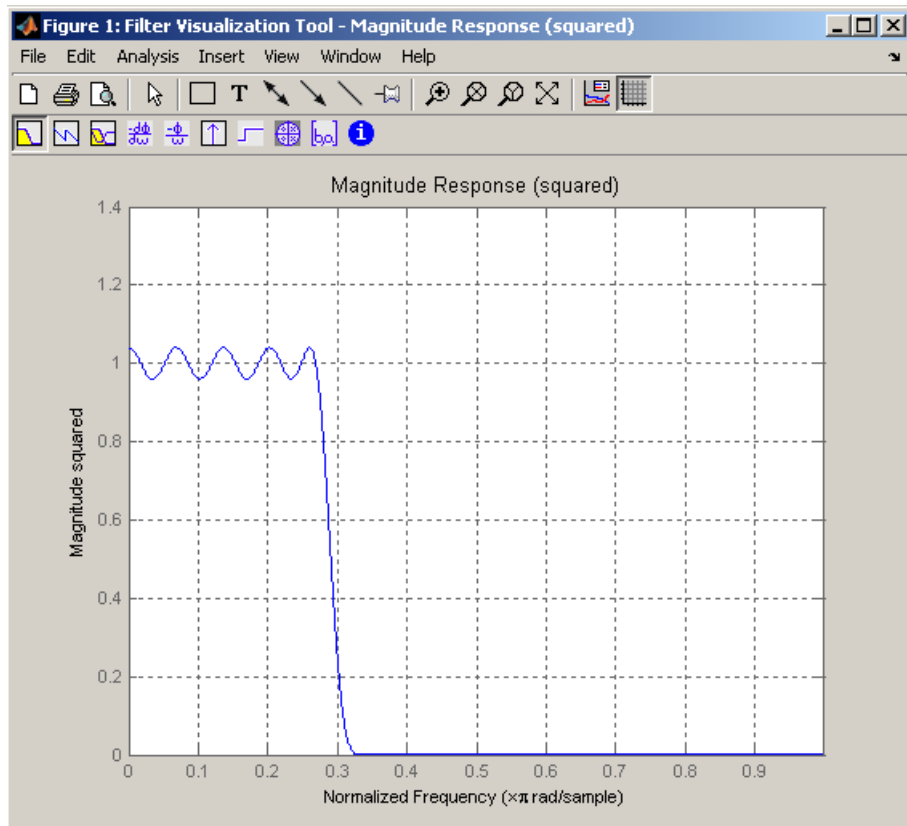 Figure 1: Filter Visualization Tool - Magnitude Response (squared)
File Edit Analysis Insert View Window Help
T
Magnitude Response (squared)
1.4
1.2
1
0.8
0.6
0.4
0.2
0
Magnitude squared
0 0.1 0.2 0.3 0.4 0.5 0.6 0.7 0.8 0.9
Normalized Frequency (×π rad/sample)